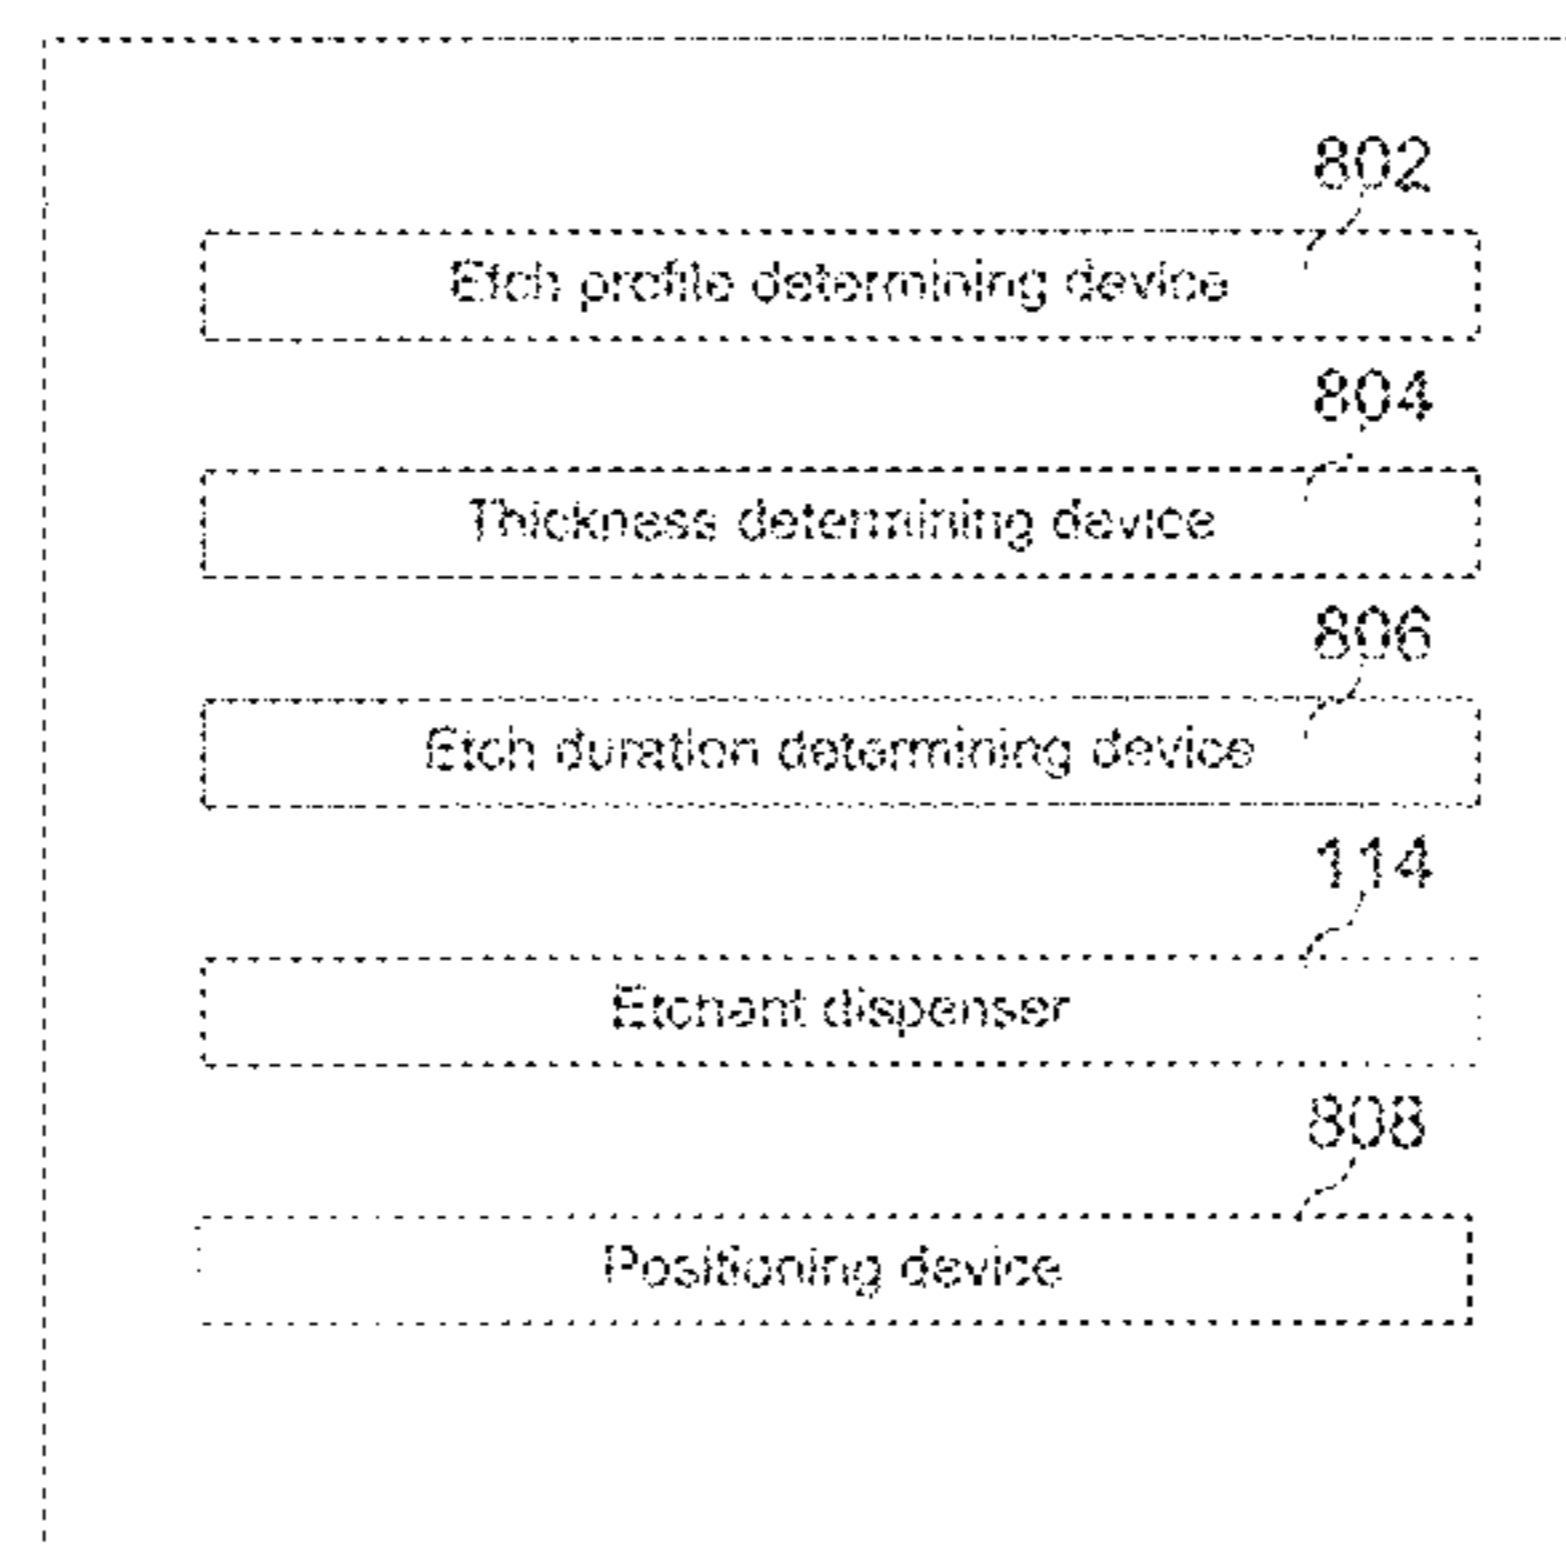 802
Etch profile determining device
804
Thickness determining device
806
Etch duration determining device
114
Etchant dispenser
808
Positioning device